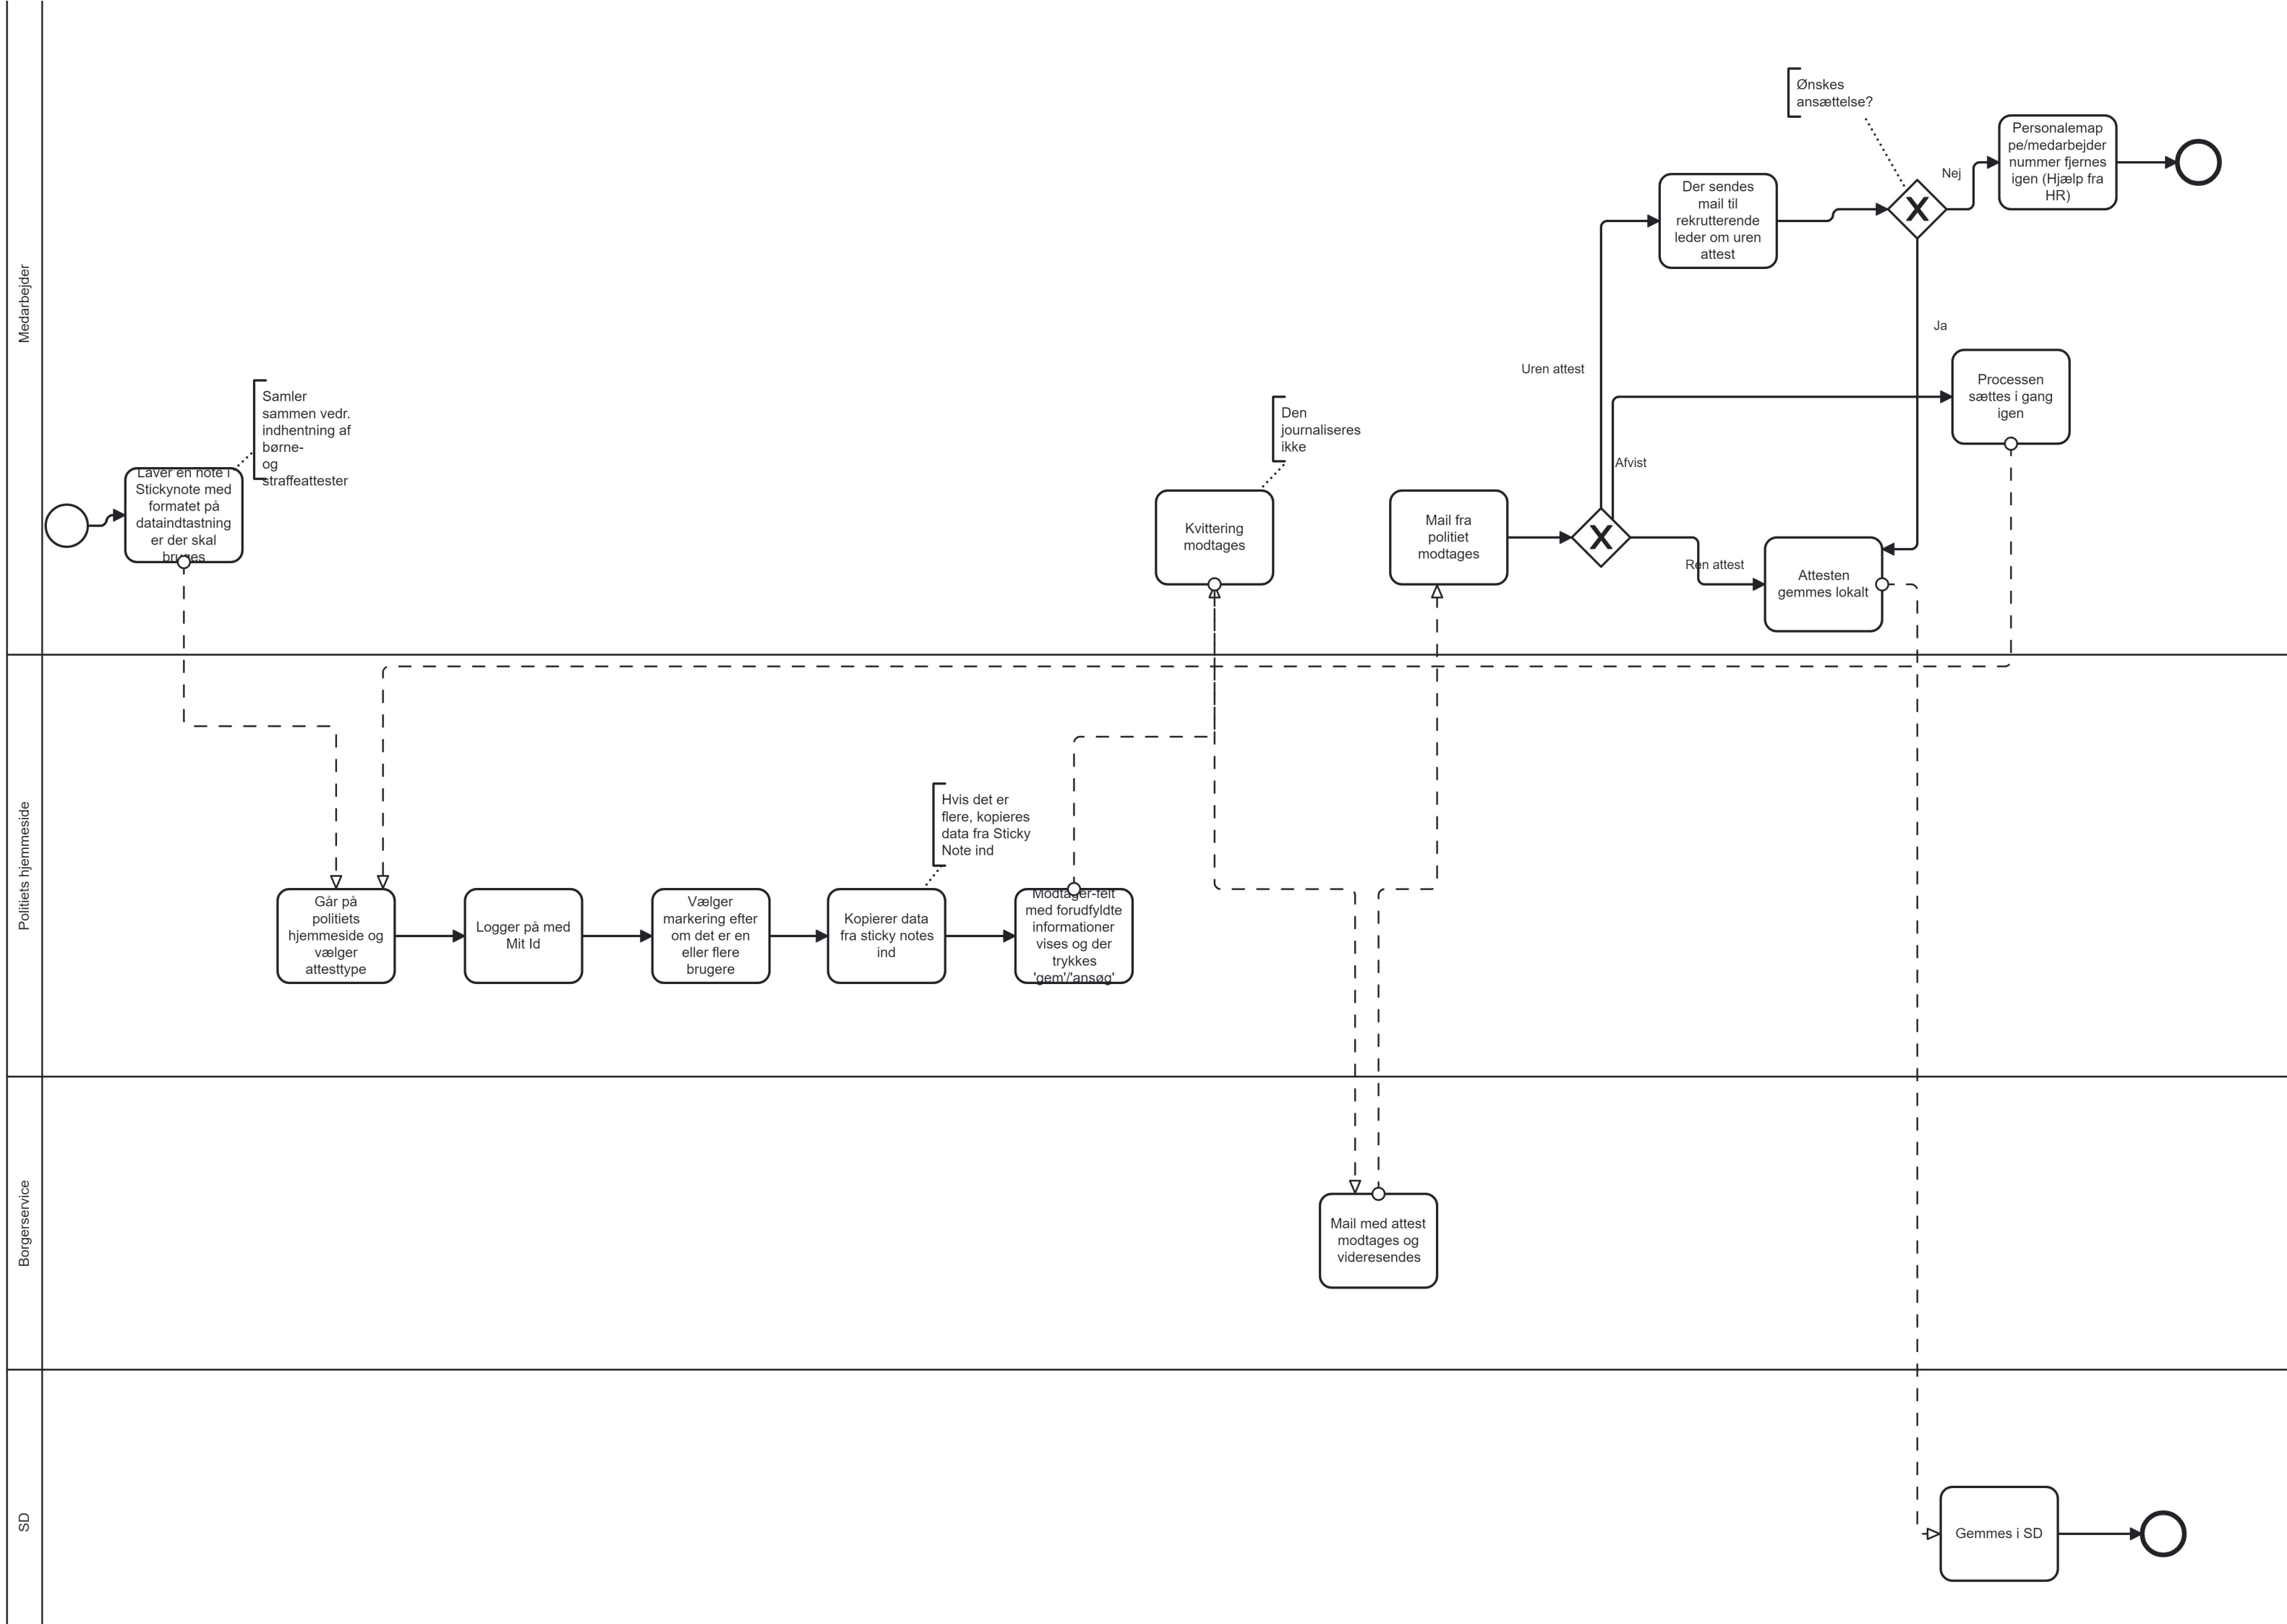 Medarbejder
Ønskes
ansættelse?
Personalemap
pe/medarbejder
nummer fjernes
igen (Hjælp fra
HR)
Nej
Der sendes
mail til
rekrutterende
leder om uren
attest
Ja
Uren attest
Processen
sættes i gang
igen
Samler
sammen vedr.
indhentning af
børne-
og
straffeattester
Den
journaliseres
ikke
Afvist
Laver en note i
Stickynote med
formatet på
dataindtastning
er der skal
bruges
Kvittering
modtages
Mail fra
politiet
modtages
Ren attest
Attesten
gemmes lokalt
Politiets hjemmeside
Hvis det er
flere, kopieres
data fra Sticky
Note ind
Går på
politiets
hjemmeside og
vælger
attesttype
Logger på med
Mit Id
Vælger
markering efter
om det er en
eller flere
brugere
Kopierer data
fra sticky notes
ind
Modtager-felt
med forudfyldte
informationer
vises og der
trykkes
'gem'/'ansøg'
Borgerservice
Mail med attest
modtages og
videresendes
SD
Gemmes i SD